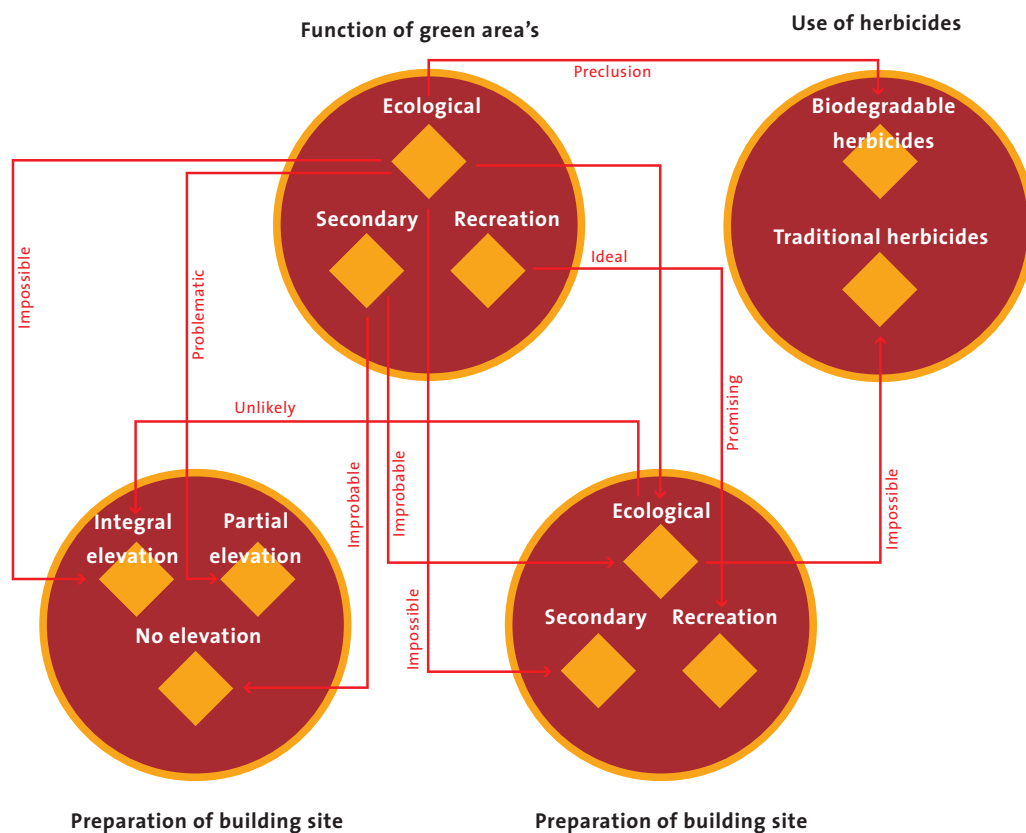 Function of green area's
Use of herbicides
Preclusion
Ecological
Biodegradable
herbicides
Secondary
Recreation
Traditional herbicides
Ideal
Impossible
Problematic
Promising
Unlikely
Improbable
Improbable
Impossible
Integral
elevation
Partial
elevation
Ecological
No elevation
Secondary
Recreation
Impossible
Preparation of building site
Preparation of building site